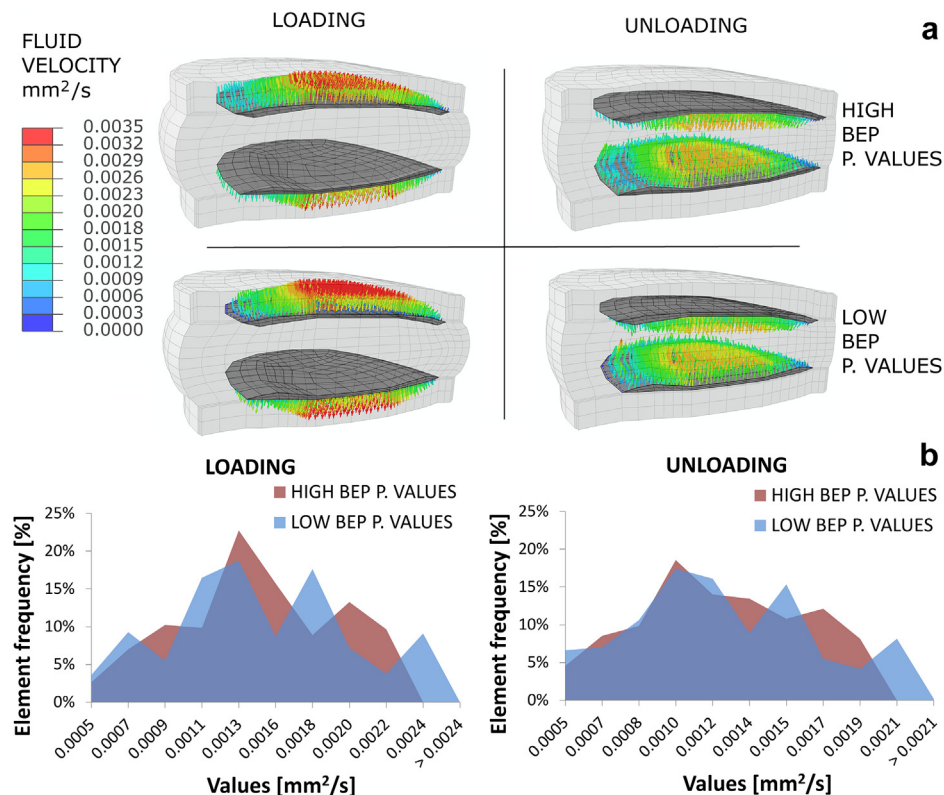 LOADING
UNLOADING
a
FLUID
VELOCITY
mm²/s
0.0035
0.0032
0.0029
0.0026
0.0023
0.0020
0.0018
0.0015
0.0012
0.0009
0.0006
0.0003
0.0000
HIGH
BEP
P. VALUES
LOW
BEP
P. VALUES
b
LOADING
HIGH BEP P. VALUES
LOW BEP P. VALUES
Element frequency [%]
25%
20%
15%
10%
5%
0%
0.0005
0.0007
0.0009
0.0011
0.0013
0.0016
0.0018
0.0020
0.0022
0.0024
> 0.0024
Values [mm²/s]
UNLOADING
HIGH BEP P. VALUES
LOW BEP P. VALUES
Element frequency [%]
25%
20%
15%
10%
5%
0%
0.0005
0.0007
0.0008
0.0010
0.0012
0.0014
0.0015
0.0017
0.0019
0.0021
> 0.0021
Values [mm²/s]